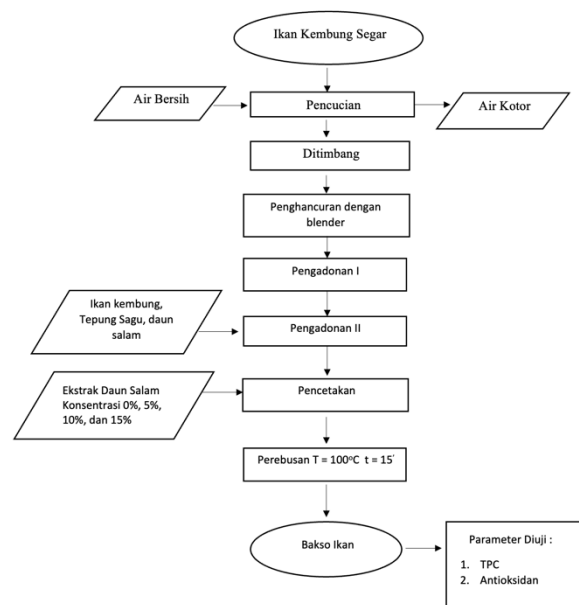 Ikan Kembung Segar
Air Bersih
Pencucian
Air Kotor
Ditimbang
Penghancuran dengan
blender
Pengadonan I
Ikan kembung,
Tepung Sagu, daun
salam
Pengadonan II
Ekstrak Daun Salam
Konsentrasi 0%, 5%,
10%, dan 15%
Pencetakan
Perebusan T = 100°C t = 15'
Bakso Ikan
Parameter Diuji :
1. TPC
2. Antioksidan